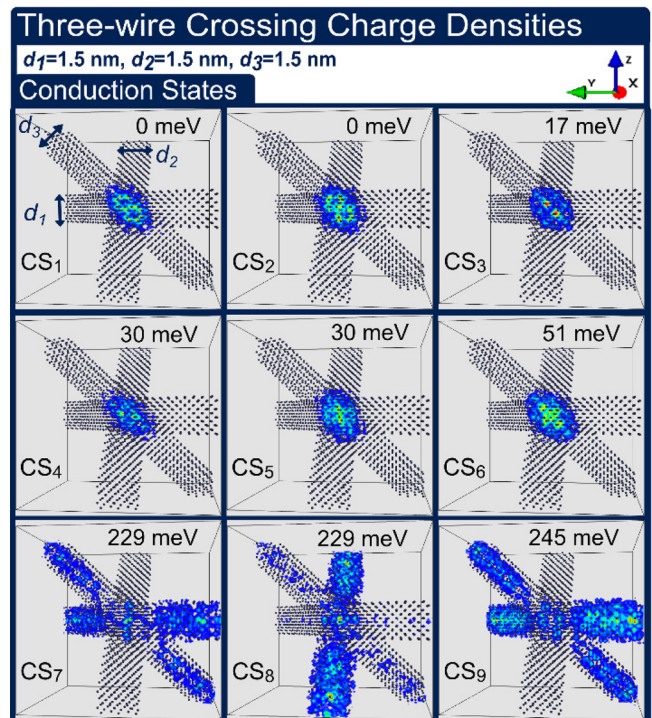 Three-wire Crossing Charge Densities
d1=1.5 nm, d2=1.5 nm, d3=1.5 nm
Z
Y X
Conduction States
0 meV 0 meV 17 meV
d3
d2
d1
CS1 CS2 CS3
30 meV 30 meV 51 meV
CS4 CS5 CS6
229 meV 229 meV 245 meV
CS7 CS8 CS9